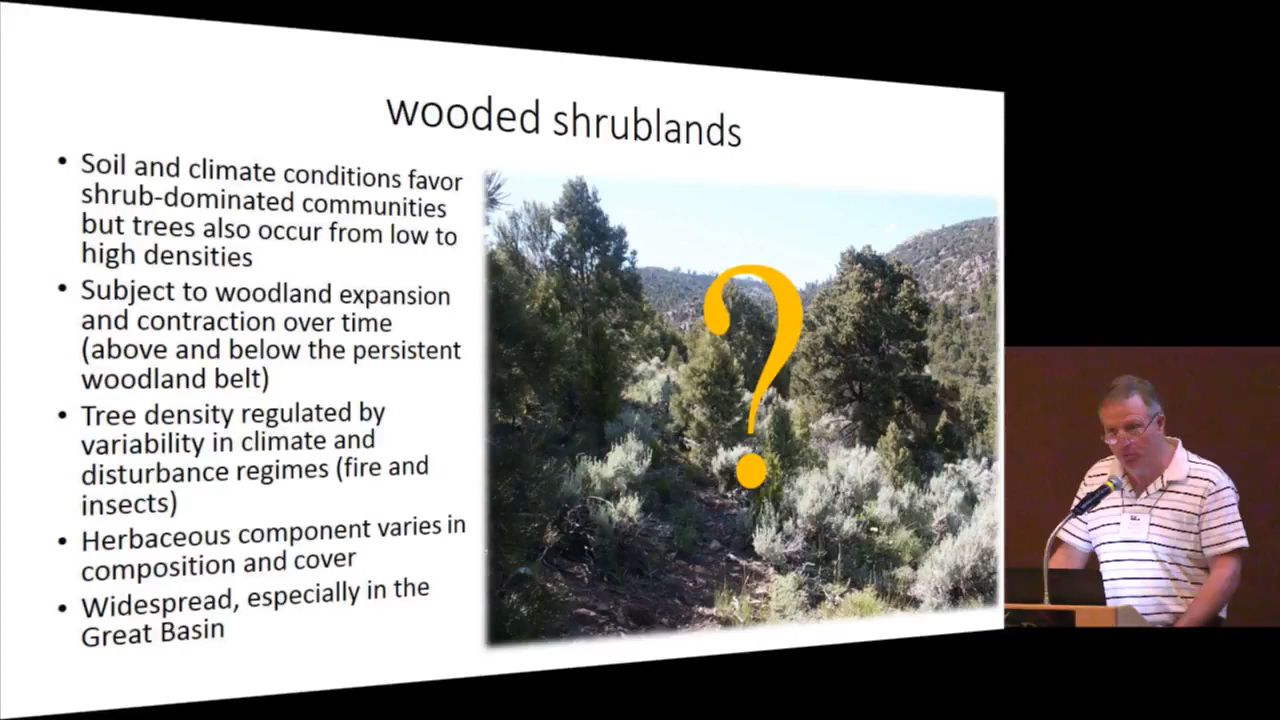 wooded shrublands
• Soil and climate conditions favor
shrub-dominated communities
but trees also occur from low to
high densities
• Subject to woodland expansion
and contraction over time
(above and below the persistent
woodland belt)
• Tree density regulated by
variability in climate and
disturbance regimes (fire and
insects)
• Herbaceous component varies in
composition and cover
• Widespread, especially in the
Great Basin
?